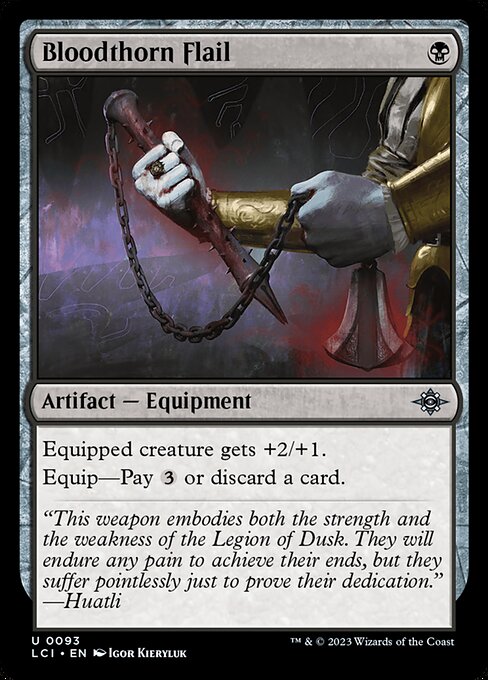 Bloodthorn Flail
Artifact — Equipment
Equipped creature gets +2/+1.
Equip—Pay 3 or discard a card.
“This weapon embodies both the strength and
the weakness of the Legion of Dusk. They will
endure any pain to achieve their ends, but they
suffer pointlessly just to prove their dedication.”
—Huatli
U 0093
LCI • EN Igor Kieryluk
™ & © 2023 Wizards of the Coast